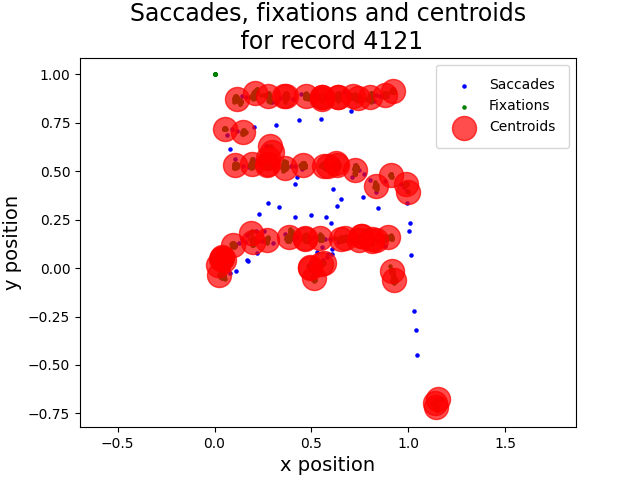 Saccades, fixations and centroids
for record 4121
Saccades
Fixations
Centroids
1.00
0.75
0.50
0.25
0.00
−0.25
−0.50
−0.75
y position
−0.5
0.0
0.5
1.0
1.5
x position